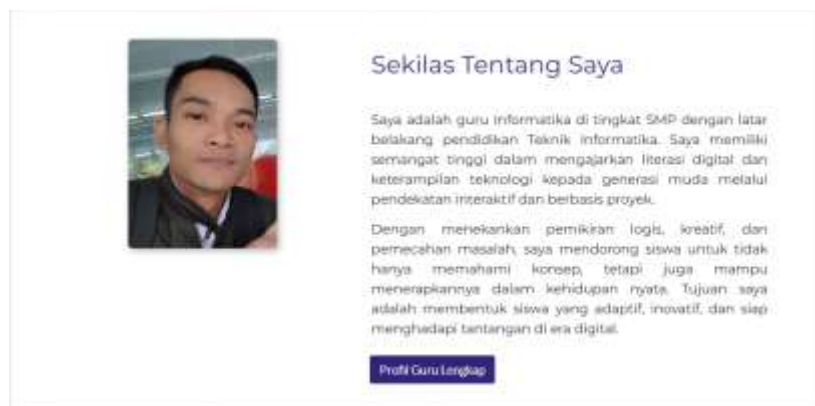 Sekilas Tentang Saya
Saya adalah guru Informatika di tingkat SMP dengan latar
belakang pendidikan Teknik Informatika. Saya memiliki
semangat tinggi dalam mengajarkan literasi digital dan
keterampilan teknologi kepada generasi muda melalui
pendekatan interaktif dan berbasis proyek.
Dengan menekankan pemikiran logis, kreatif, dan
pemecahan masalah, saya mendorong siswa untuk tidak
hanya memahami konsep, tetapi juga mampu
menerapkannya dalam kehidupan nyata. Tujuan saya
adalah membentuk siswa yang adaptif, inovatif, dan siap
menghadapi tantangan di era digital.
Profil Guru Lengkap